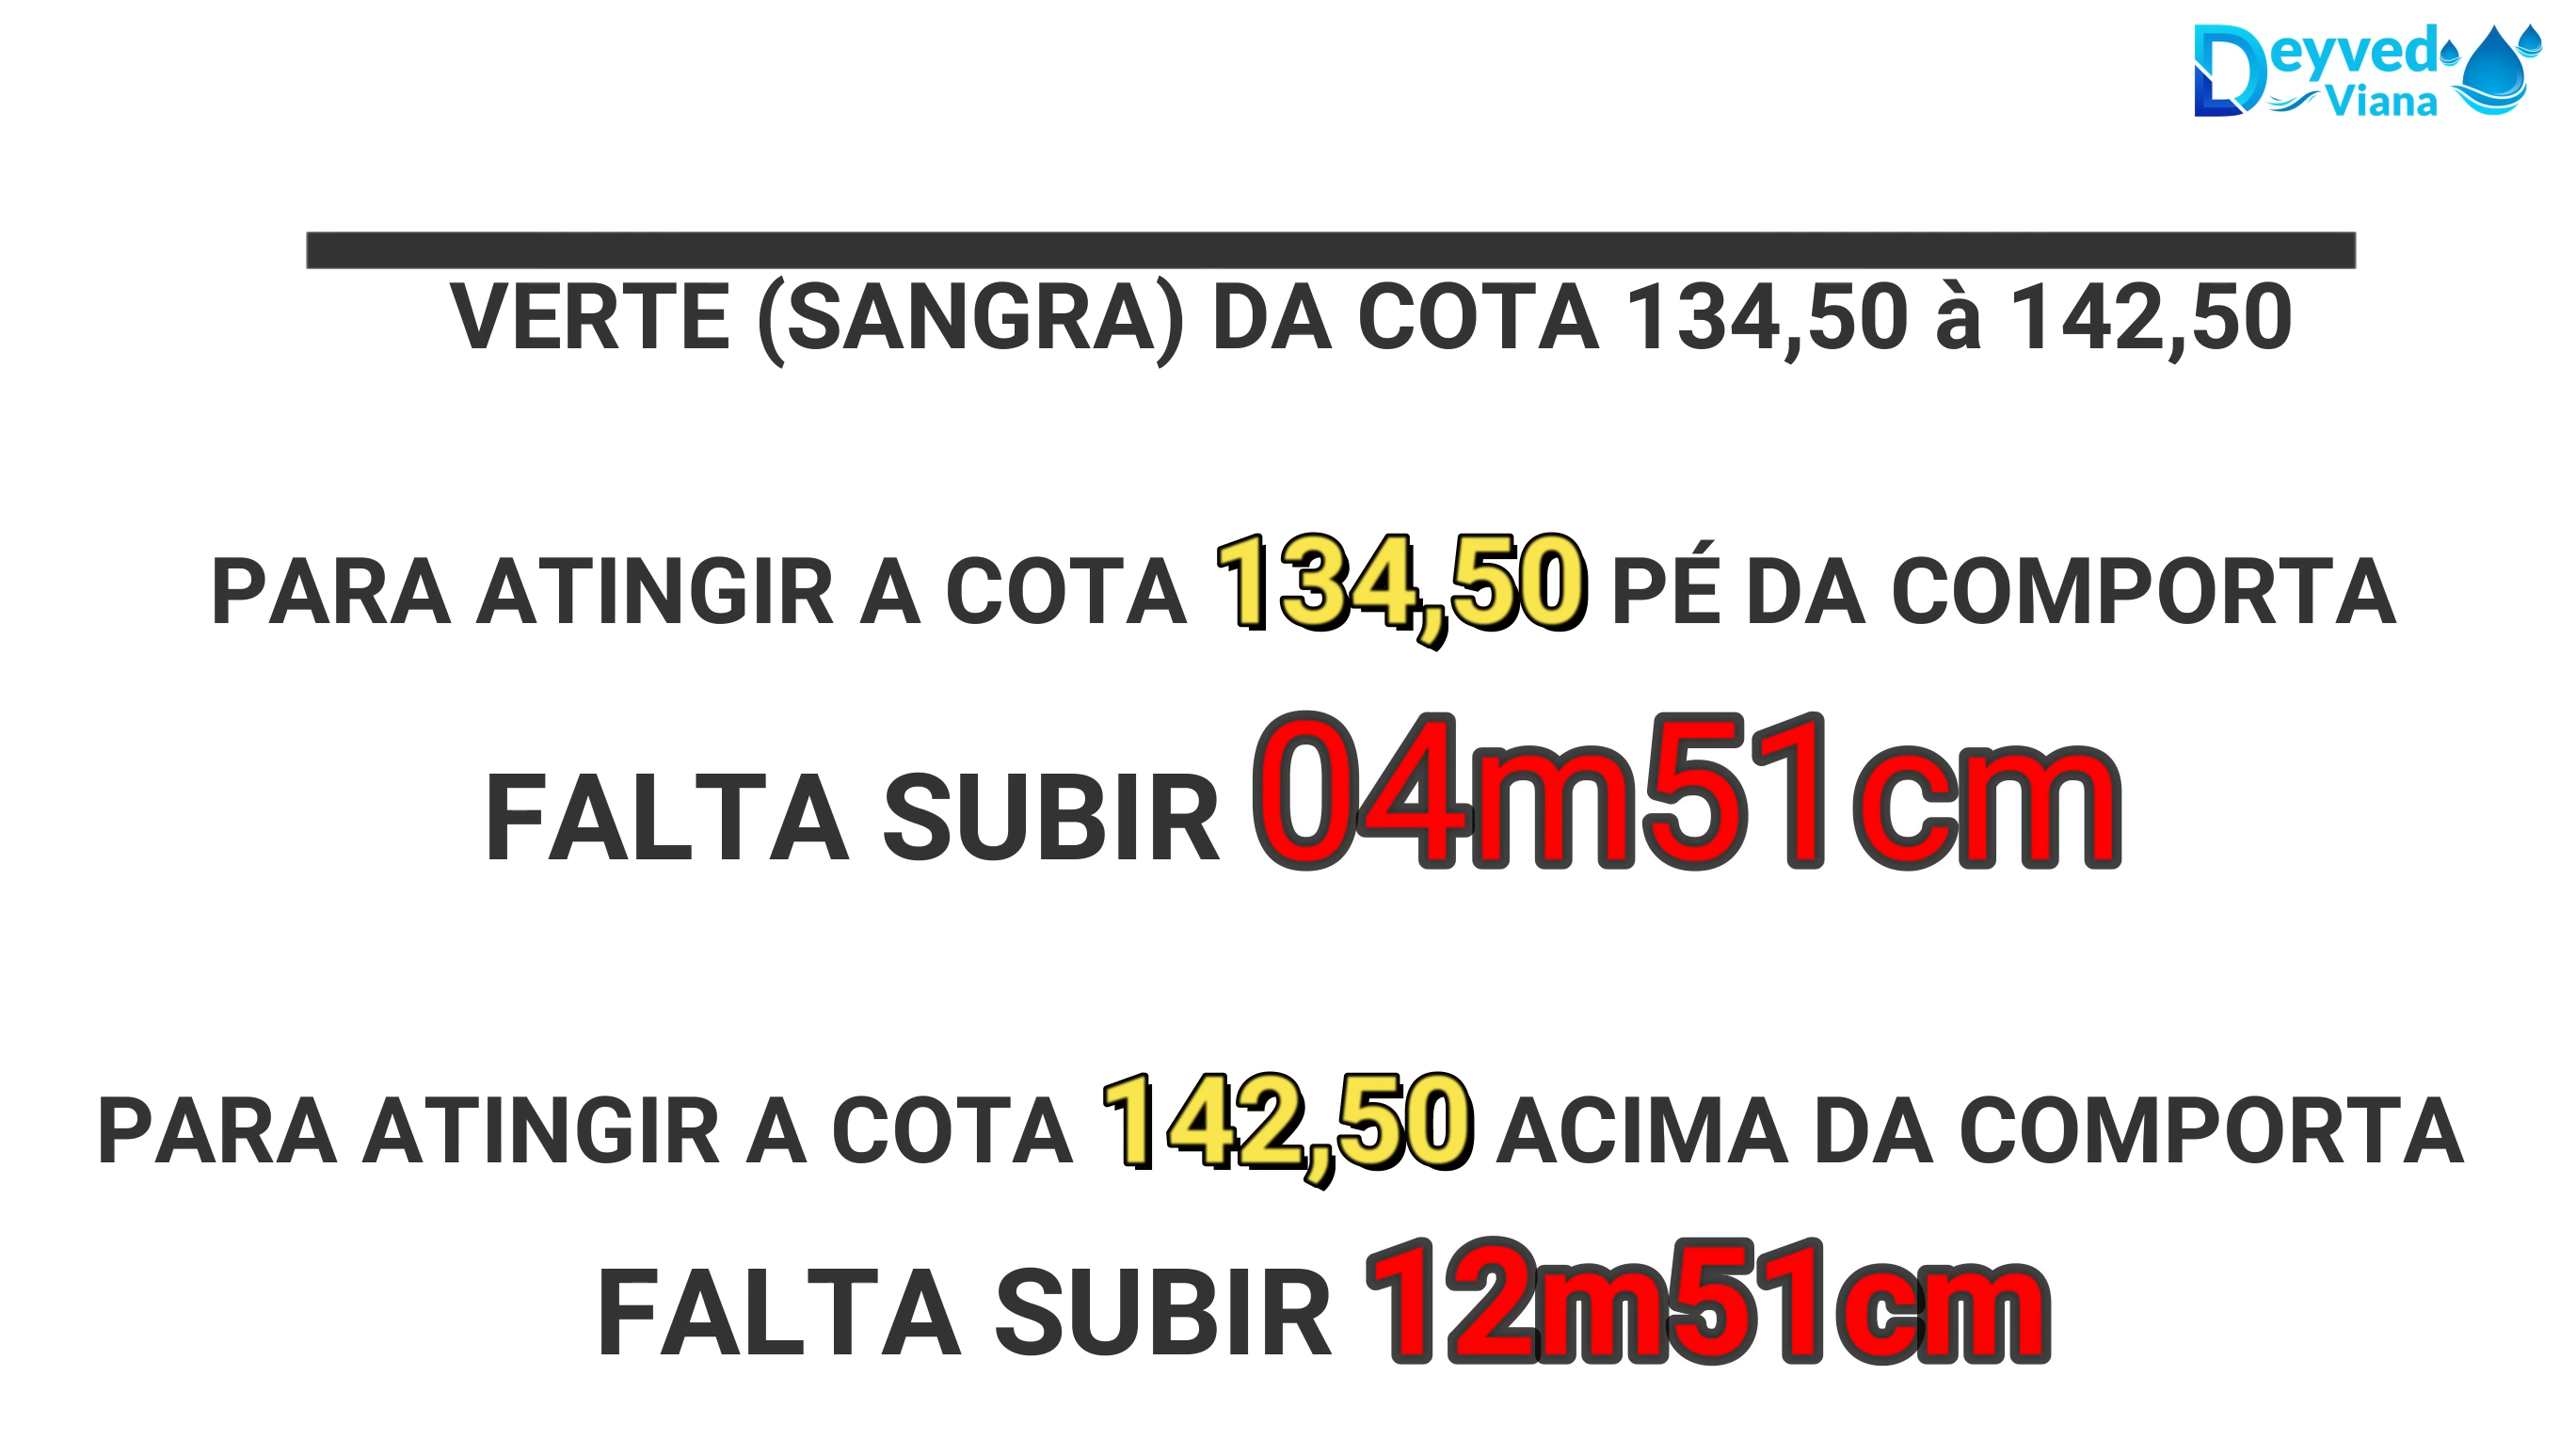 Deyved
Viana
VERTE (SANGRA) DA COTA 134,50 à 142,50
PARA ATINGIR A COTA 134,50 PÉ DA COMPORTA
FALTA SUBIR 04m51cm
PARA ATINGIR A COTA 142,50 ACIMA DA COMPORTA
FALTA SUBIR 12m51cm